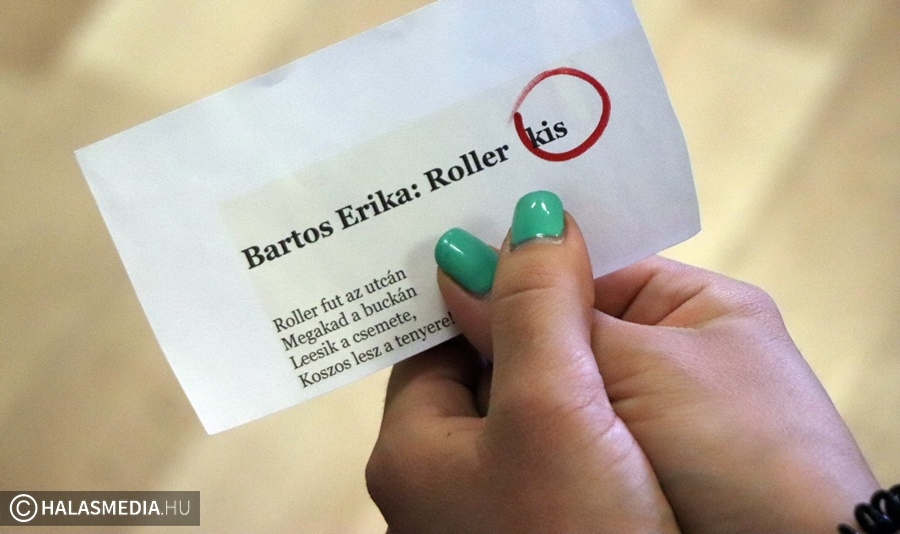 Bartos Erika: Roller kis
Roller fut az utcán
Megakad a buckán
Leesik a csemete,
Koszos lesz a tenyere!
© HALASMEDIA.HU